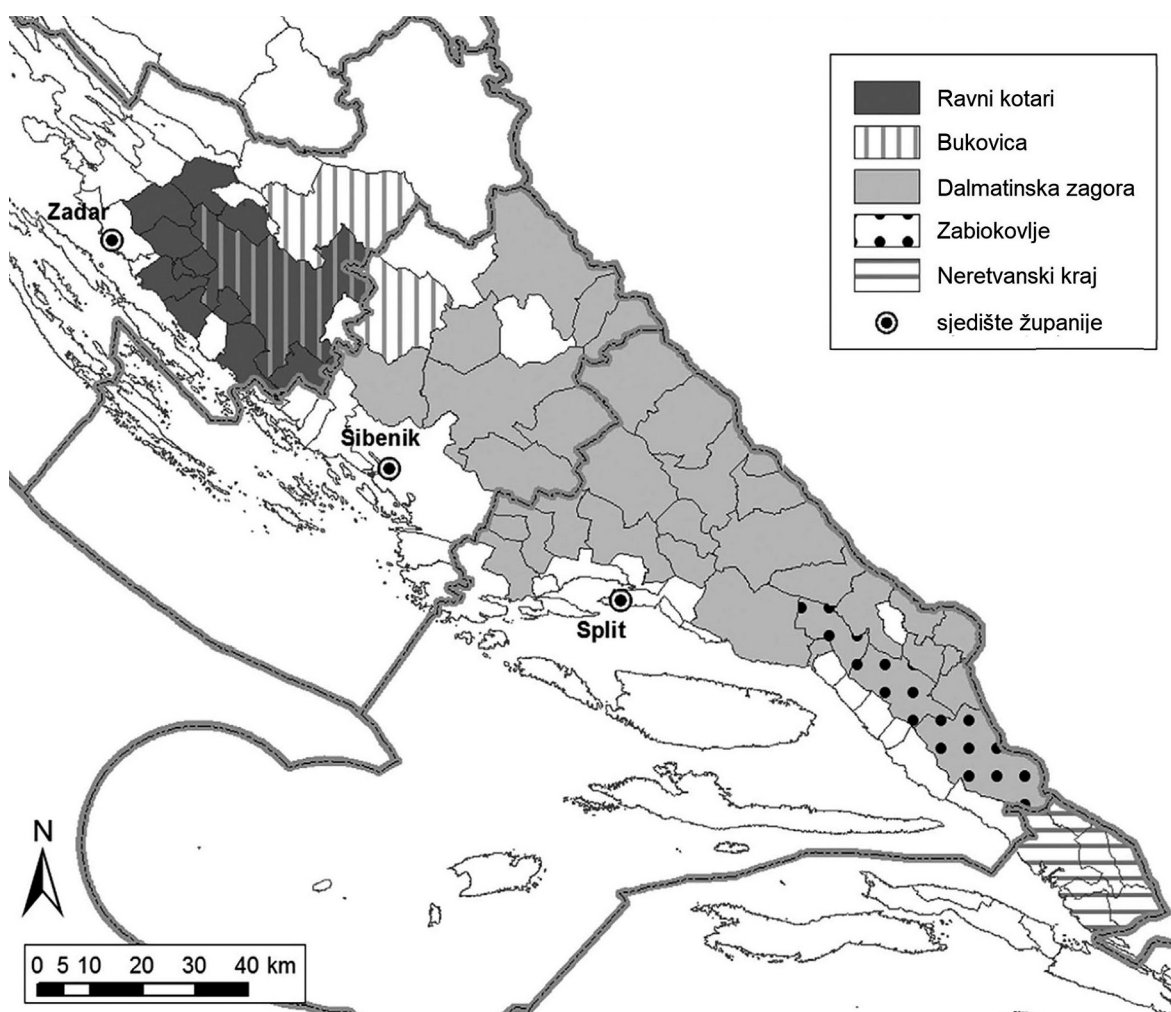 Ravni kotari
Bukovica
Dalmatinska zagora
Zabiokovlje
Neretvanski kraj
sjedište županije
Zadar
Šibenik
Split
N
0 5 10 20 30 40 km